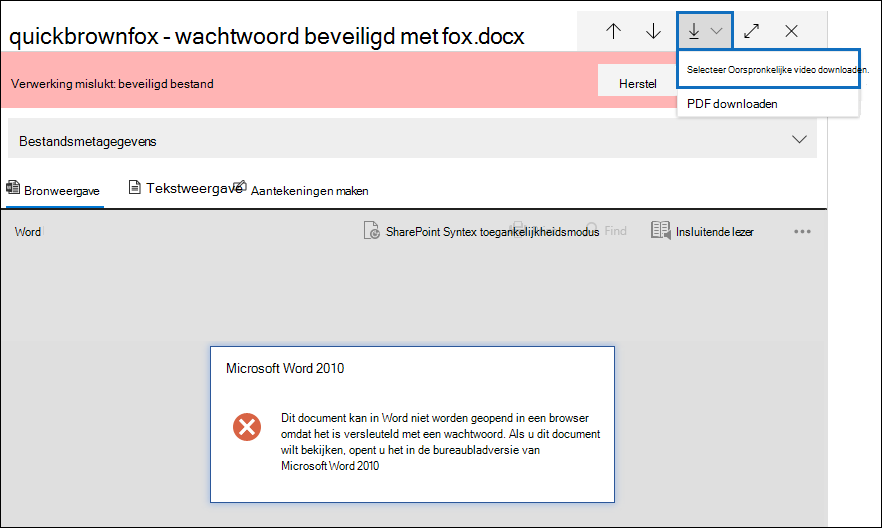 quickbrownfox - wachtwoord beveiligd met fox.docx
Verwerking mislukt: beveiligd bestand
Herstel
Selecteer Oorspronkelijke video downloaden.
PDF downloaden
Bestandsmetagegevens
Bronweergave
Tekstweergave
Aantekeningen maken
Word
SharePoint Syntex toegankelijkheidsmodus
Find
Insluitende lezer
Microsoft Word 2010
Dit document kan in Word niet worden geopend in een browser
omdat het is versleuteld met een wachtwoord. Als u dit document
wilt bekijken, opent u het in de bureaubladversie van
Microsoft Word 2010